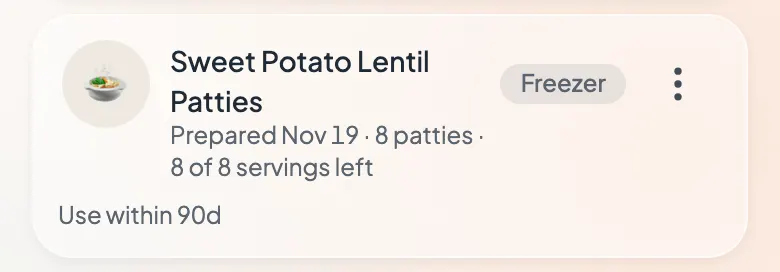 Sweet Potato Lentil
Patties
Freezer
Prepared Nov 19 · 8 patties ·
8 of 8 servings left
Use within 90d